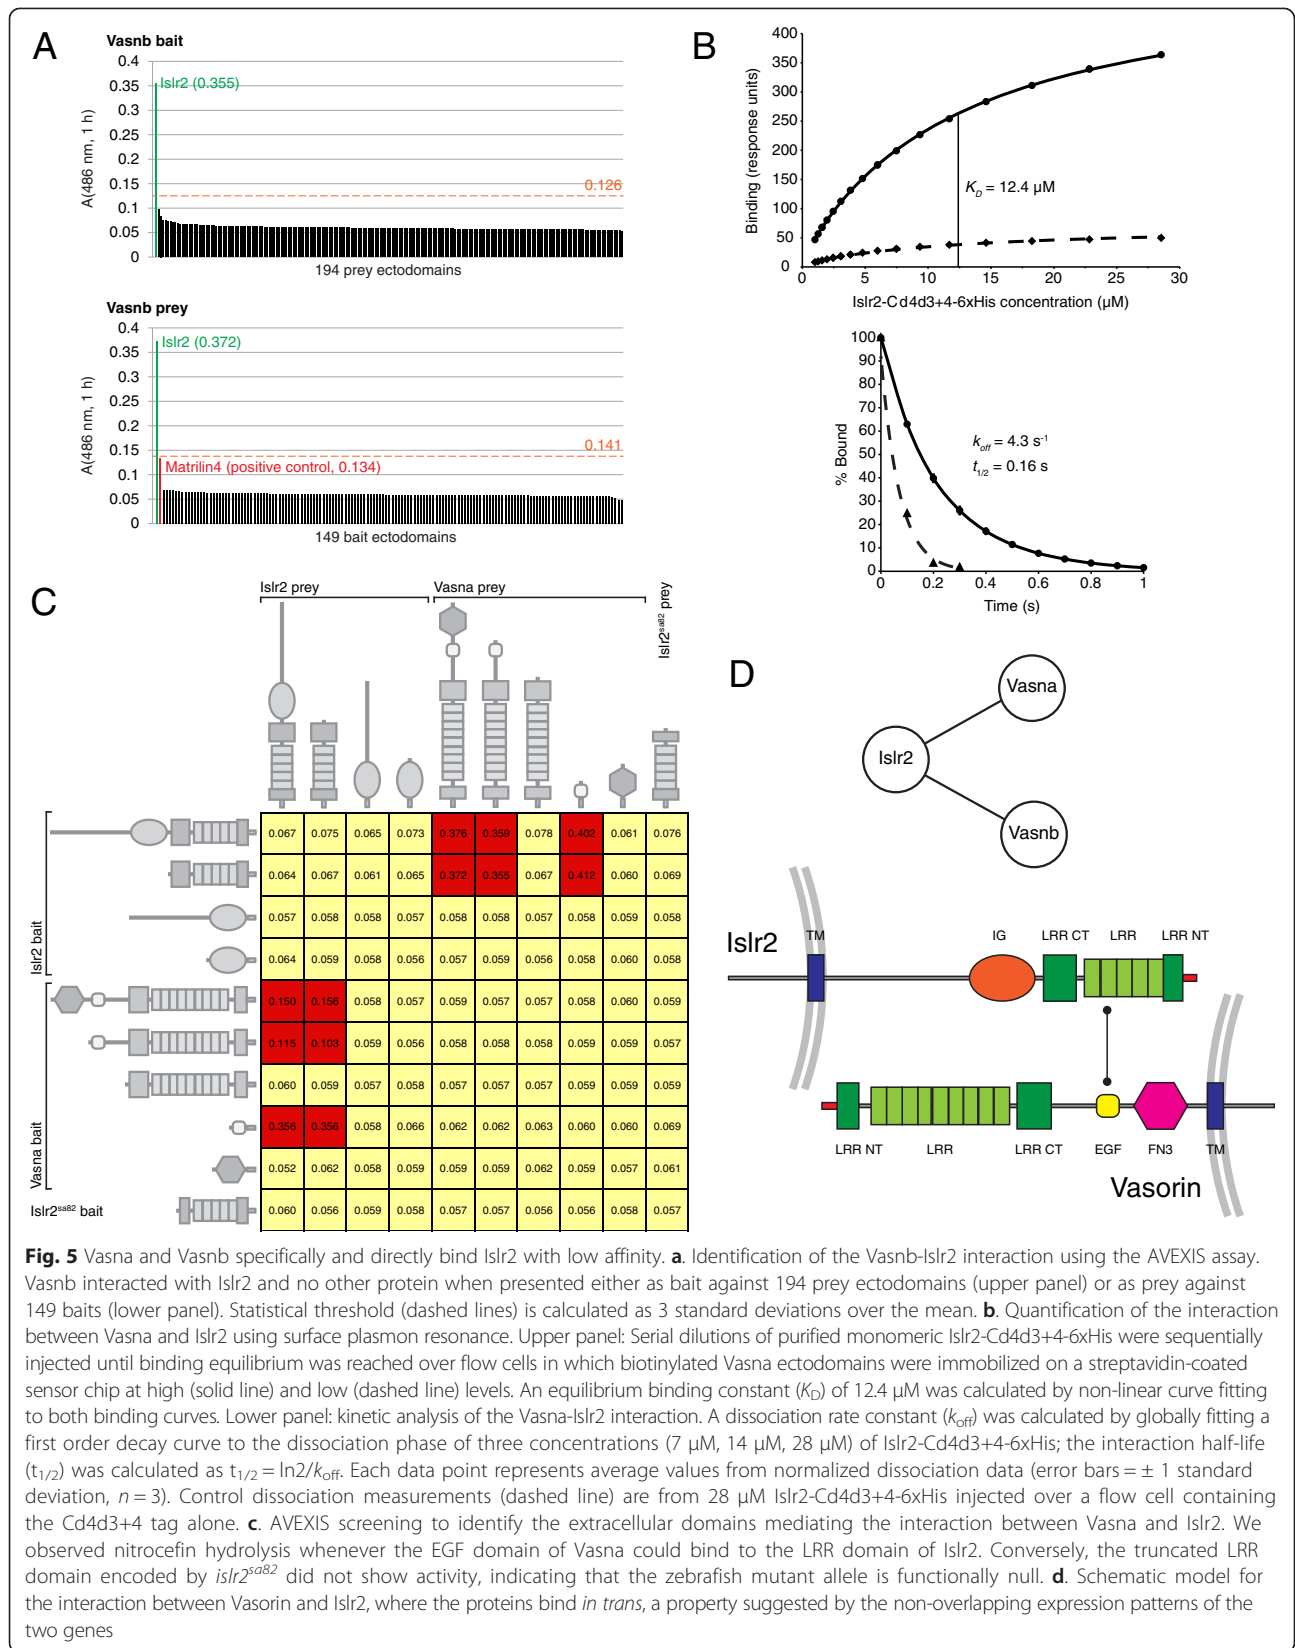 A
Vasnb bait
0.4
0.35
0.3
0.25
0.2
0.15
0.1
0.05
0
A(486 nm, 1 h)
Islr2 (0.355)
0.126
194 prey ectodomains
Vasnb prey
0.4
0.35
0.3
0.25
0.2
0.15
0.1
0.05
0
A(486 nm, 1 h)
Islr2 (0.372)
0.141
Matrilin4 (positive control, 0.134)
149 bait ectodomains
B
400
350
300
250
200
150
100
50
0
Binding (response units)
K_D = 12.4 µM
0 5 10 15 20 25 30
Islr2-Cd4d3+4-6xHis concentration (µM)
100
90
80
70
60
50
40
30
20
10
0
% Bound
k_off = 4.3 s⁻¹
t_1/2 = 0.16 s
0 0.2 0.4 0.6 0.8 1
Time (s)
C
Islr2 prey
Vasna prey
Islr2ˢᵃ⁸² prey
Islr2 bait
Vasna bait
Islr2ˢᵃ⁸² bait
0.067 0.075 0.065 0.073 0.376 0.359 0.078 0.402 0.061 0.076
0.064 0.067 0.061 0.065 0.372 0.355 0.067 0.412 0.060 0.069
0.057 0.058 0.058 0.057 0.058 0.058 0.057 0.058 0.059 0.058
0.064 0.059 0.058 0.056 0.057 0.059 0.056 0.058 0.060 0.058
0.150 0.156 0.058 0.057 0.059 0.057 0.057 0.058 0.060 0.059
0.115 0.103 0.059 0.056 0.058 0.058 0.058 0.059 0.059 0.057
0.060 0.059 0.057 0.058 0.057 0.057 0.057 0.059 0.059 0.059
0.356 0.356 0.058 0.066 0.062 0.062 0.063 0.060 0.060 0.069
0.052 0.062 0.058 0.059 0.059 0.059 0.062 0.059 0.057 0.061
0.060 0.056 0.059 0.058 0.057 0.057 0.056 0.056 0.058 0.057
D
Vasna
Islr2
Vasnb
Islr2
TM
IG
LRR CT
LRR
LRR NT
LRR NT
LRR
LRR CT
EGF
FN3
TM
Vasorin
Fig. 5 Vasna and Vasnb specifically and directly bind Islr2 with low affinity. a. Identification of the Vasnb-Islr2 interaction using the AVEXIS assay.
Vasnb interacted with Islr2 and no other protein when presented either as bait against 194 prey ectodomains (upper panel) or as prey against
149 baits (lower panel). Statistical threshold (dashed lines) is calculated as 3 standard deviations over the mean. b. Quantification of the interaction
between Vasna and Islr2 using surface plasmon resonance. Upper panel: Serial dilutions of purified monomeric Islr2-Cd4d3+4-6xHis were sequentially
injected until binding equilibrium was reached over flow cells in which biotinylated Vasna ectodomains were immobilized on a streptavidin-coated
sensor chip at high (solid line) and low (dashed line) levels. An equilibrium binding constant (K_D) of 12.4 µM was calculated by non-linear curve fitting
to both binding curves. Lower panel: kinetic analysis of the Vasna-Islr2 interaction. A dissociation rate constant (k_off) was calculated by globally fitting a
first order decay curve to the dissociation phase of three concentrations (7 µM, 14 µM, 28 µM) of Islr2-Cd4d3+4-6xHis; the interaction half-life
(t_1/2) was calculated as t_1/2 = ln2/k_off. Each data point represents average values from normalized dissociation data (error bars = ± 1 standard
deviation, n = 3). Control dissociation measurements (dashed line) are from 28 µM Islr2-Cd4d3+4-6xHis injected over a flow cell containing
the Cd4d3+4 tag alone. c. AVEXIS screening to identify the extracellular domains mediating the interaction between Vasna and Islr2. We
observed nitrocefin hydrolysis whenever the EGF domain of Vasna could bind to the LRR domain of Islr2. Conversely, the truncated LRR
domain encoded by islr2ˢᵃ⁸² did not show activity, indicating that the zebrafish mutant allele is functionally null. d. Schematic model for
the interaction between Vasorin and Islr2, where the proteins bind in trans, a property suggested by the non-overlapping expression patterns of the
two genes